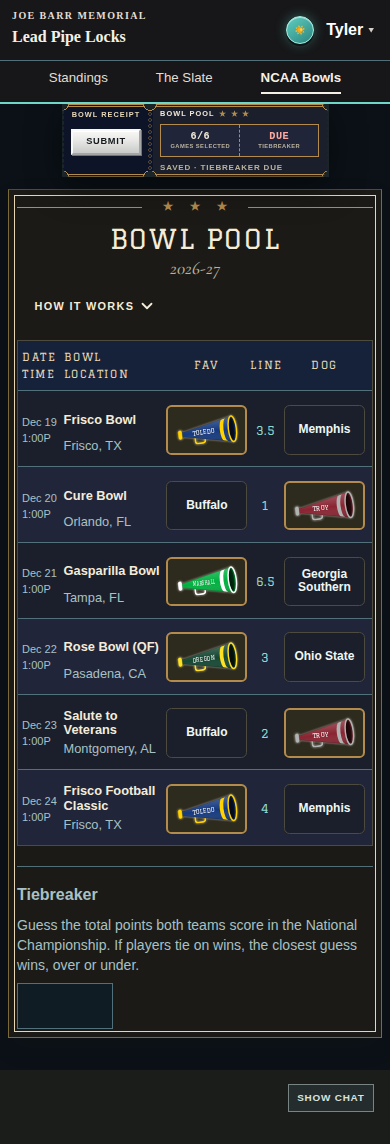 JOE BARR MEMORIAL
Lead Pipe Locks
Tyler
Standings
The Slate
NCAA Bowls
BOWL RECEIPT
SUBMIT
BOWL POOL
6/6
GAMES SELECTED
DUE
TIEBREAKER
SAVED · TIEBREAKER DUE
BOWL POOL
2026-27
HOW IT WORKS
DATE TIME
BOWL LOCATION
FAV
LINE
DOG
Dec 19 1:00P
Frisco Bowl
Frisco, TX
TOLEDO
3.5
Memphis
Dec 20 1:00P
Cure Bowl
Orlando, FL
Buffalo
1
TROY
Dec 21 1:00P
Gasparilla Bowl
Tampa, FL
MARSHALL
6.5
Georgia Southern
Dec 22 1:00P
Rose Bowl (QF)
Pasadena, CA
OREGON
3
Ohio State
Dec 23 1:00P
Salute to Veterans
Montgomery, AL
Buffalo
2
TROY
Dec 24 1:00P
Frisco Football Classic
Frisco, TX
TOLEDO
4
Memphis
Tiebreaker
Guess the total points both teams score in the National
Championship. If players tie on wins, the closest guess
wins, over or under.
SHOW CHAT